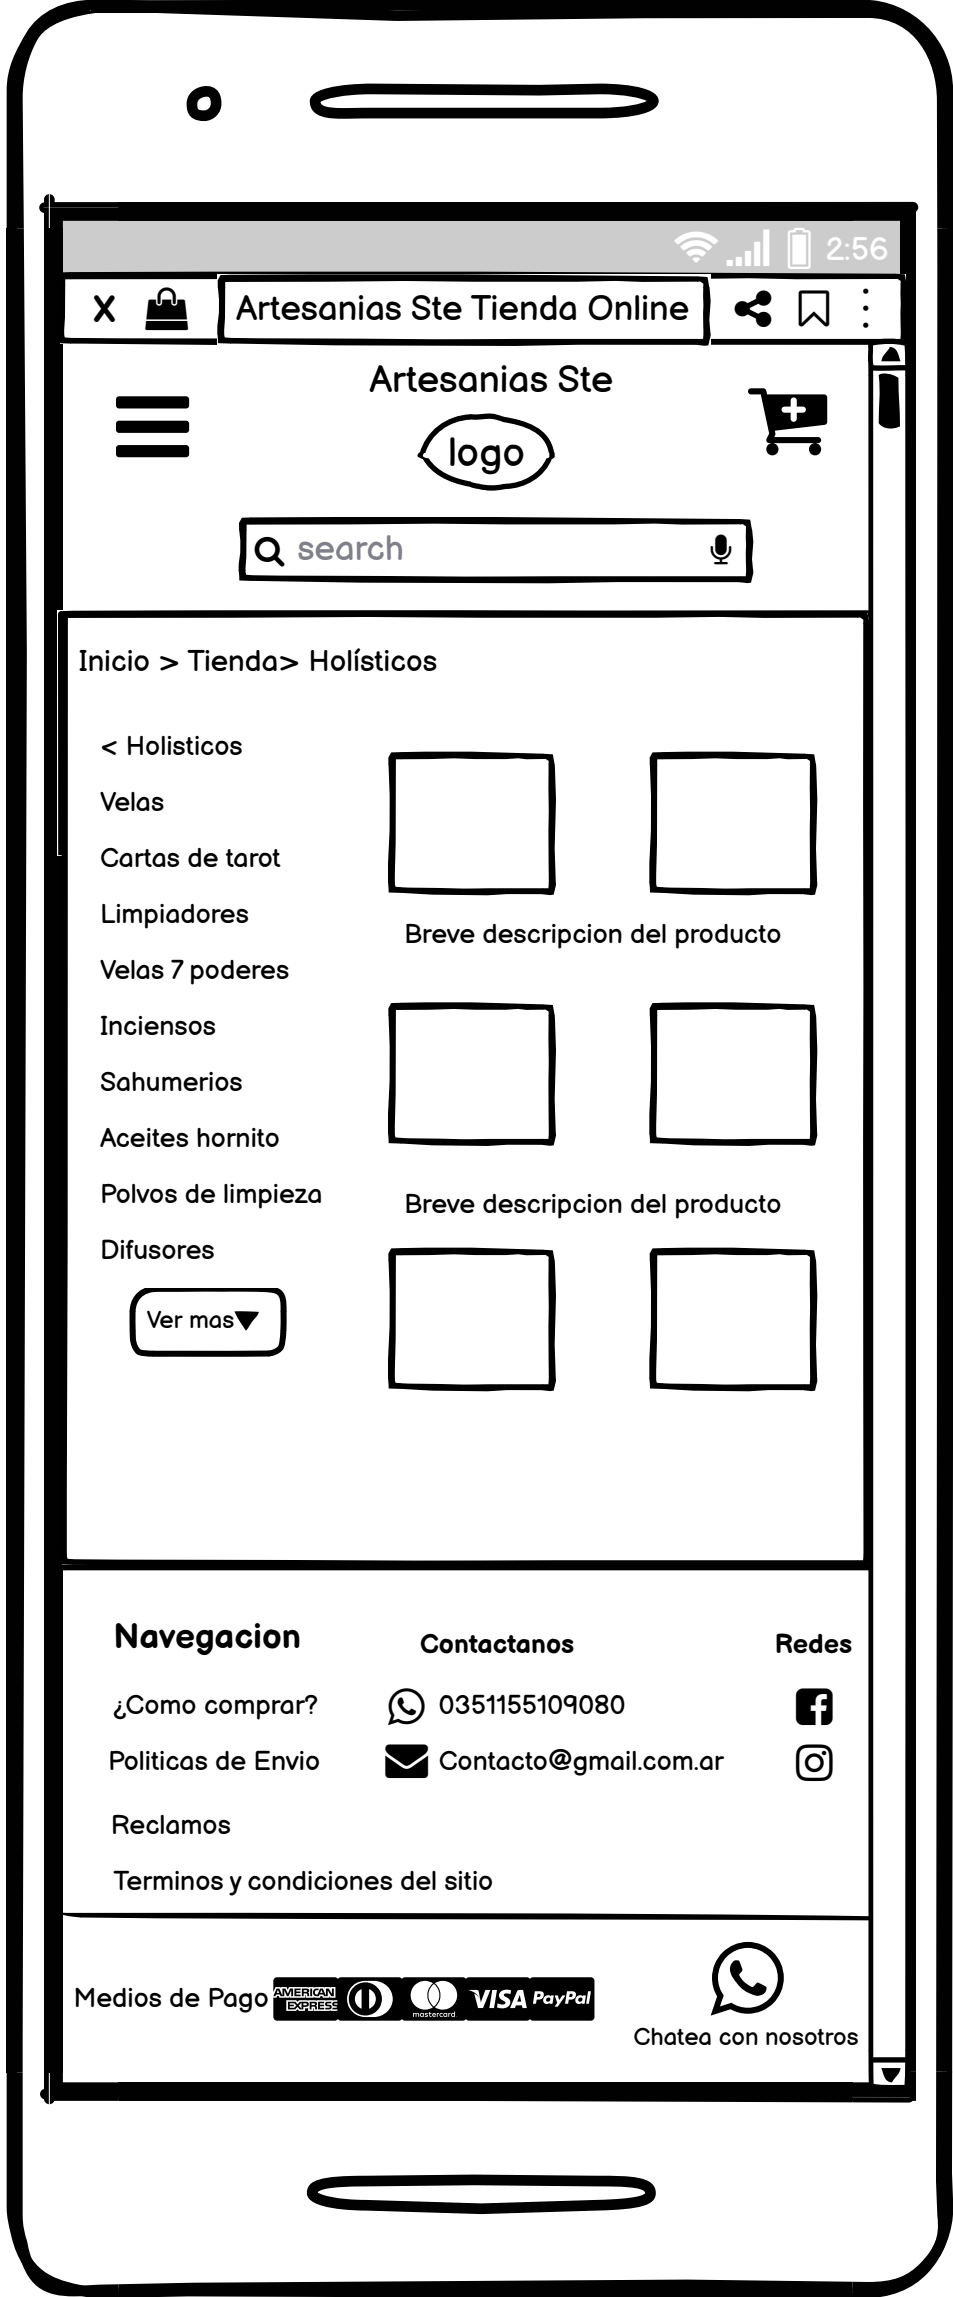 2:56
X
Artesanias Ste Tienda Online
Artesanias Ste
logo
search
Inicio > Tienda> Holísticos
< Holisticos
Velas
Cartas de tarot
Limpiadores
Velas 7 poderes
Inciensos
Sahumerios
Aceites hornito
Polvos de limpieza
Difusores
Ver mas
Breve descripcion del producto
Breve descripcion del producto
Navegacion
¿Como comprar?
Politicas de Envio
Reclamos
Terminos y condiciones del sitio
Contactanos
0351155109080
Contacto@gmail.com.ar
Redes
Medios de Pago
AMERICAN
EXPRESS
mastercard
VISA
PayPal
Chatea con nosotros